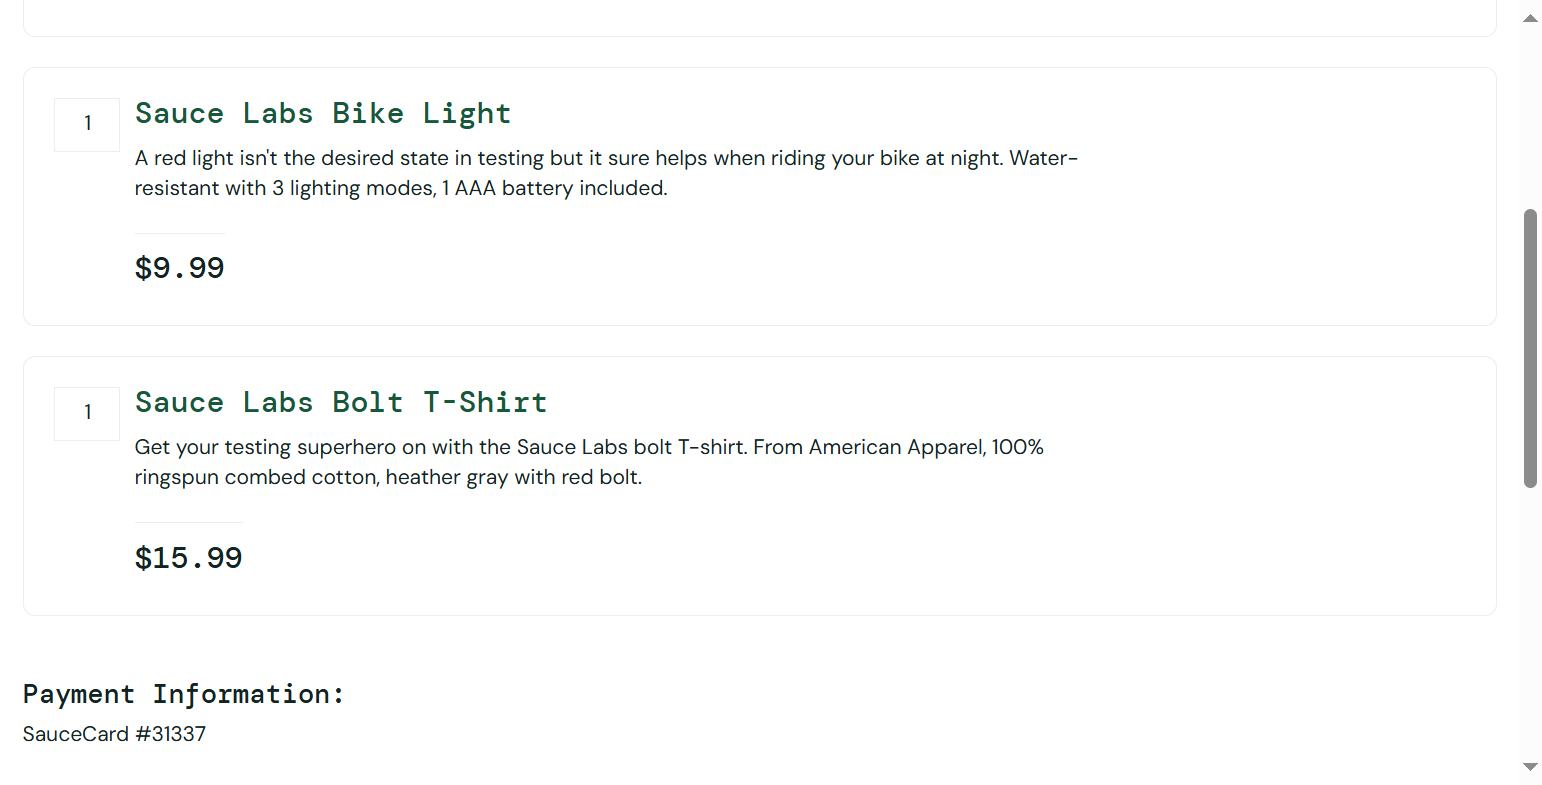 1
Sauce Labs Bike Light
A red light isn't the desired state in testing but it sure helps when riding your bike at night. Water-
resistant with 3 lighting modes, 1 AAA battery included.
$9.99
1
Sauce Labs Bolt T-Shirt
Get your testing superhero on with the Sauce Labs bolt T-shirt. From American Apparel, 100%
ringspun combed cotton, heather gray with red bolt.
$15.99
Payment Information:
SauceCard #31337